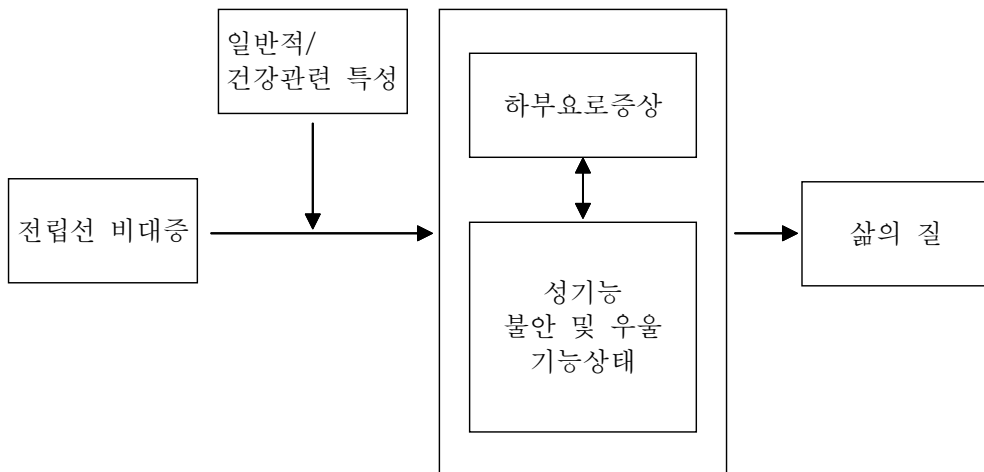 일반적/
건강관련 특성
하부요로증상
전립선 비대증
삶의 질
성기능
불안 및 우울
기능상태